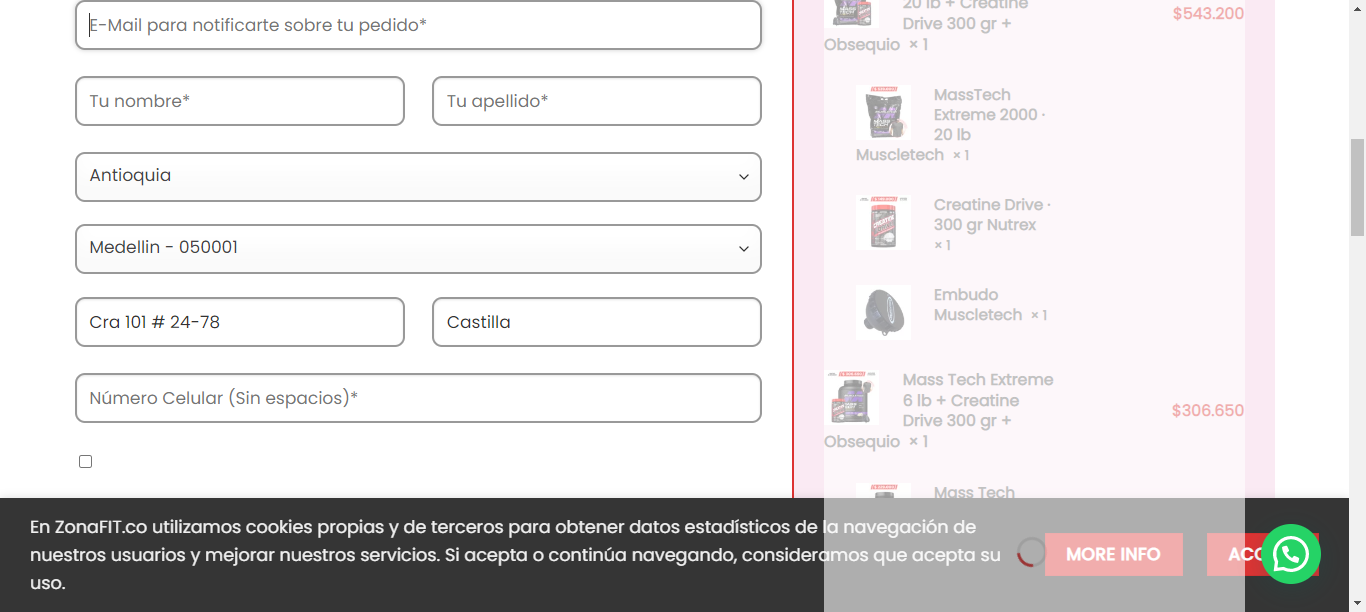 E-Mail para notificarte sobre tu pedido*
Tu nombre*
Tu apellido*
Antioquia
Medellin - 050001
Cra 101 # 24-78
Castilla
Número Celular (Sin espacios)*
20 lb + Creatine
Drive 300 gr +
Obsequio × 1
$543.200
MassTech
Extreme 2000 ·
20 lb
Muscletech × 1
Creatine Drive ·
300 gr Nutrex
× 1
Embudo
Muscletech × 1
Mass Tech Extreme
6 lb + Creatine
Drive 300 gr +
Obsequio × 1
$306.650
Mass Tech
En ZonaFIT.co utilizamos cookies propias y de terceros para obtener datos estadísticos de la navegación de
nuestros usuarios y mejorar nuestros servicios. Si acepta o continúa navegando, consideramos que acepta su
uso.
MORE INFO